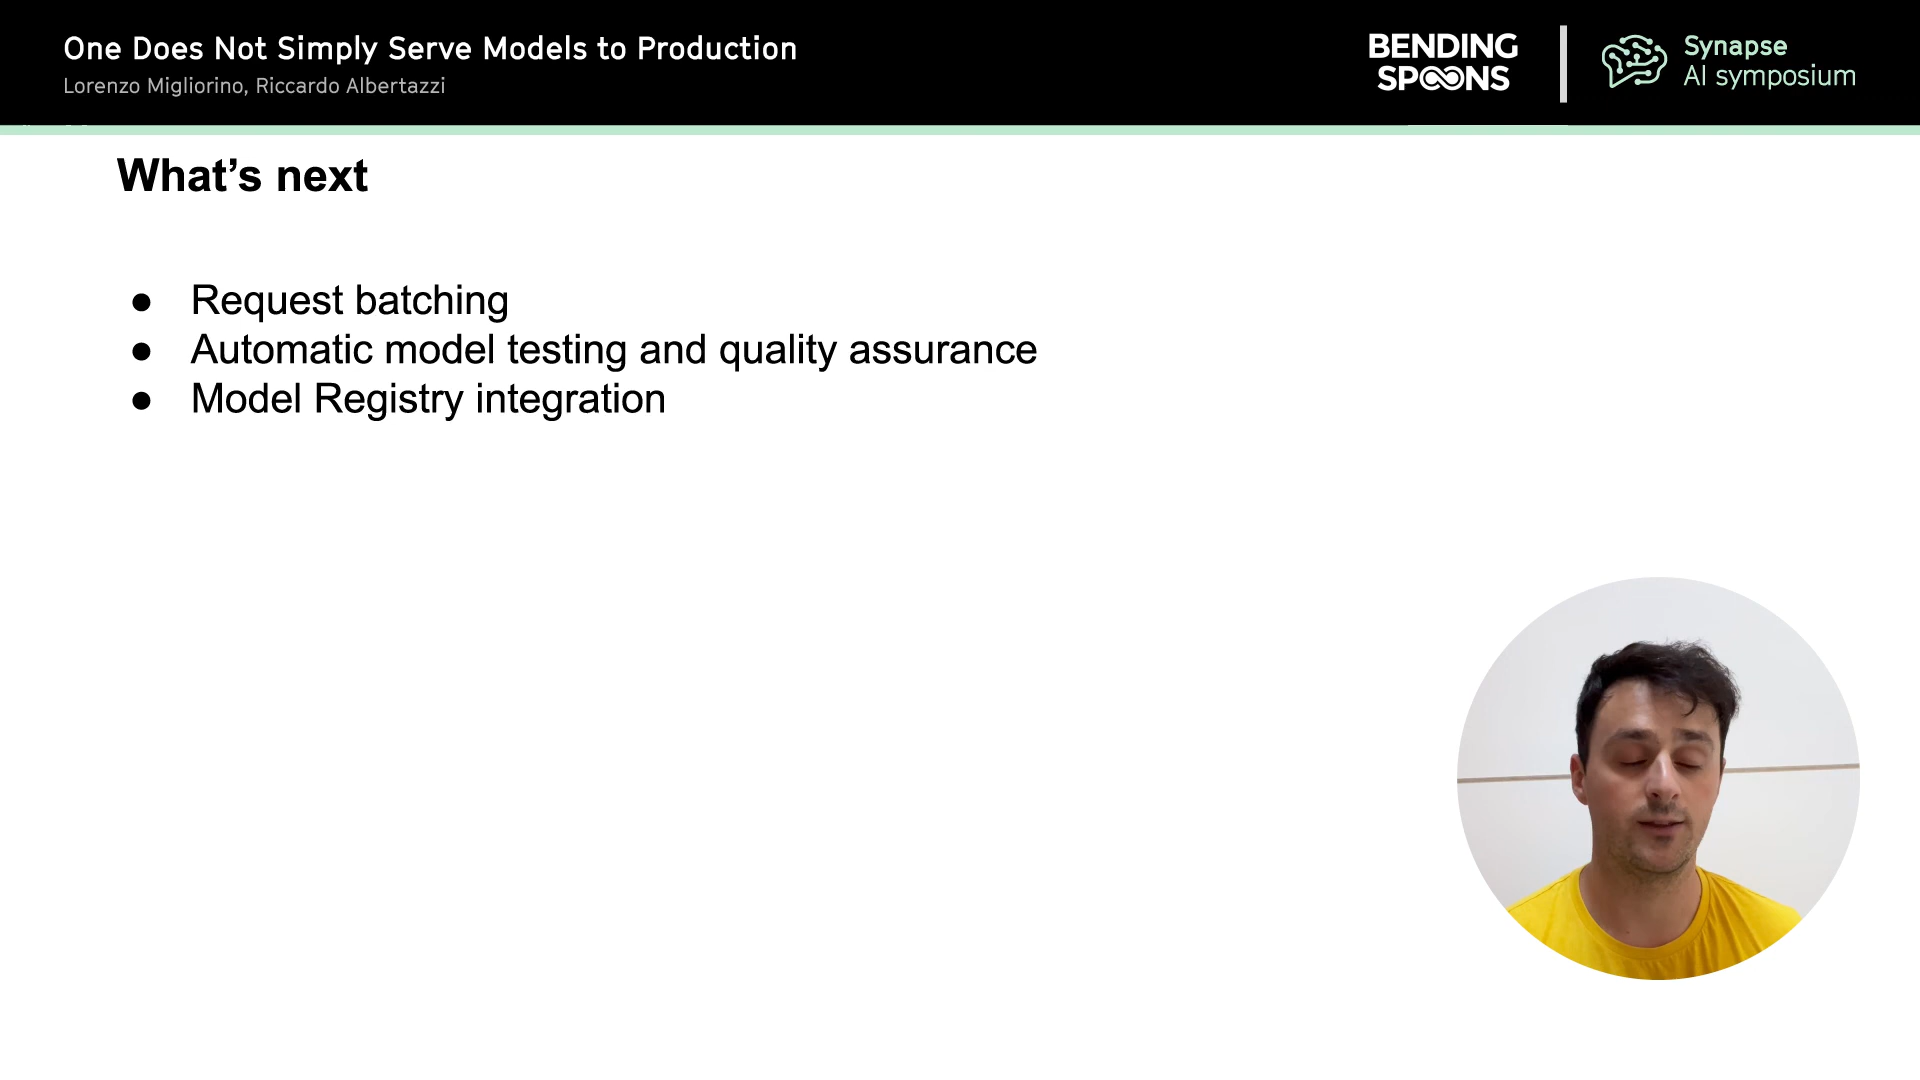 One Does Not Simply Serve Models to Production
Lorenzo Migliorino, Riccardo Albertazzi
BENDING
SPOONS
Synapse
AI symposium
What’s next
● Request batching
● Automatic model testing and quality assurance
● Model Registry integration